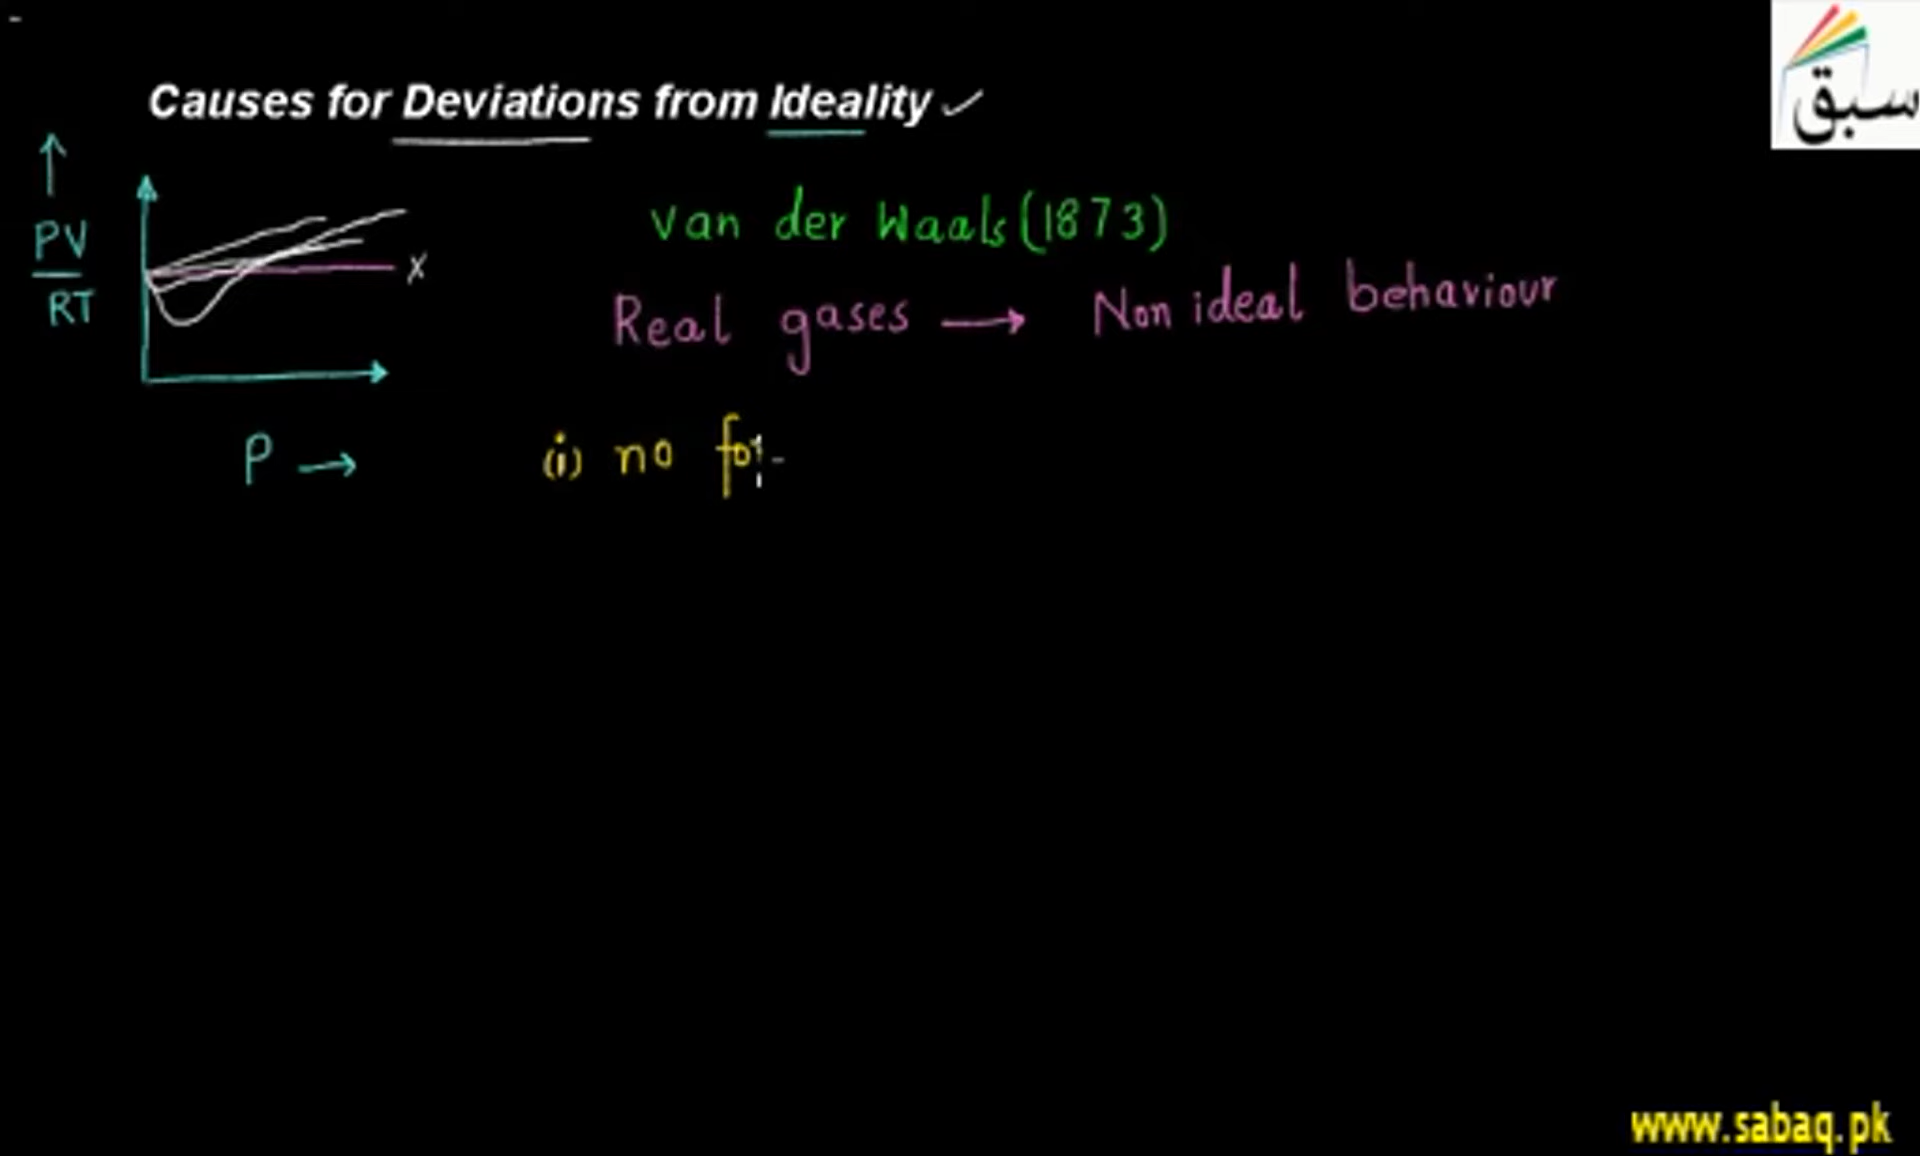 Causes for Deviations from Ideality
سبق
PV
RT
X
Van der Waals (1873)
Real gases → Non ideal behaviour
P →
(i) no for
www.sabaq.pk